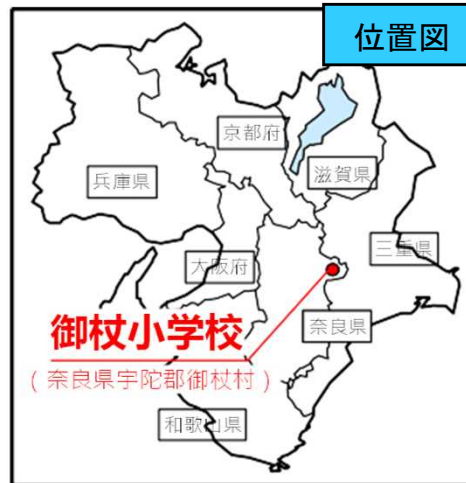 位置図
京都府
兵庫県
滋賀県
三重県
大阪府
御杖小学校
奈良県
(奈良県宇陀郡御杖村)
和歌山県